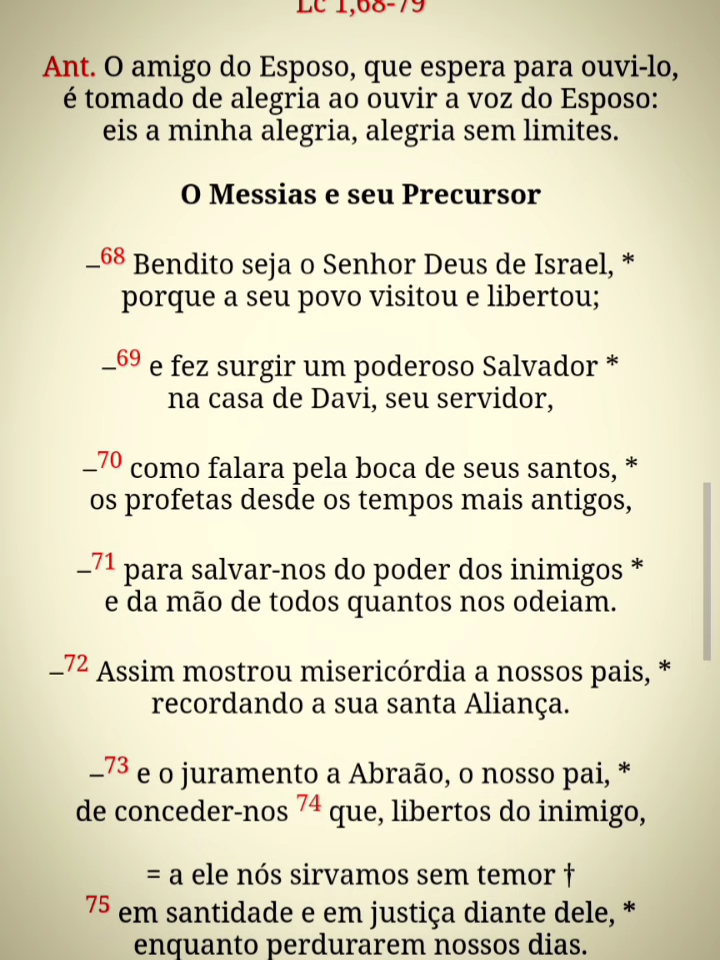 Lc 1,68-79
Ant. O amigo do Esposo, que espera para ouvi-lo,
é tomado de alegria ao ouvir a voz do Esposo:
eis a minha alegria, alegria sem limites.
O Messias e seu Precursor
–68 Bendito seja o Senhor Deus de Israel, *
porque a seu povo visitou e libertou;
–69 e fez surgir um poderoso Salvador *
na casa de Davi, seu servidor,
–70 como falara pela boca de seus santos, *
os profetas desde os tempos mais antigos,
–71 para salvar-nos do poder dos inimigos *
e da mão de todos quantos nos odeiam.
–72 Assim mostrou misericórdia a nossos pais, *
recordando a sua santa Aliança.
–73 e o juramento a Abraão, o nosso pai, *
de conceder-nos 74 que, libertos do inimigo,
= a ele nós sirvamos sem temor †
75 em santidade e em justiça diante dele, *
enquanto perdurarem nossos dias.